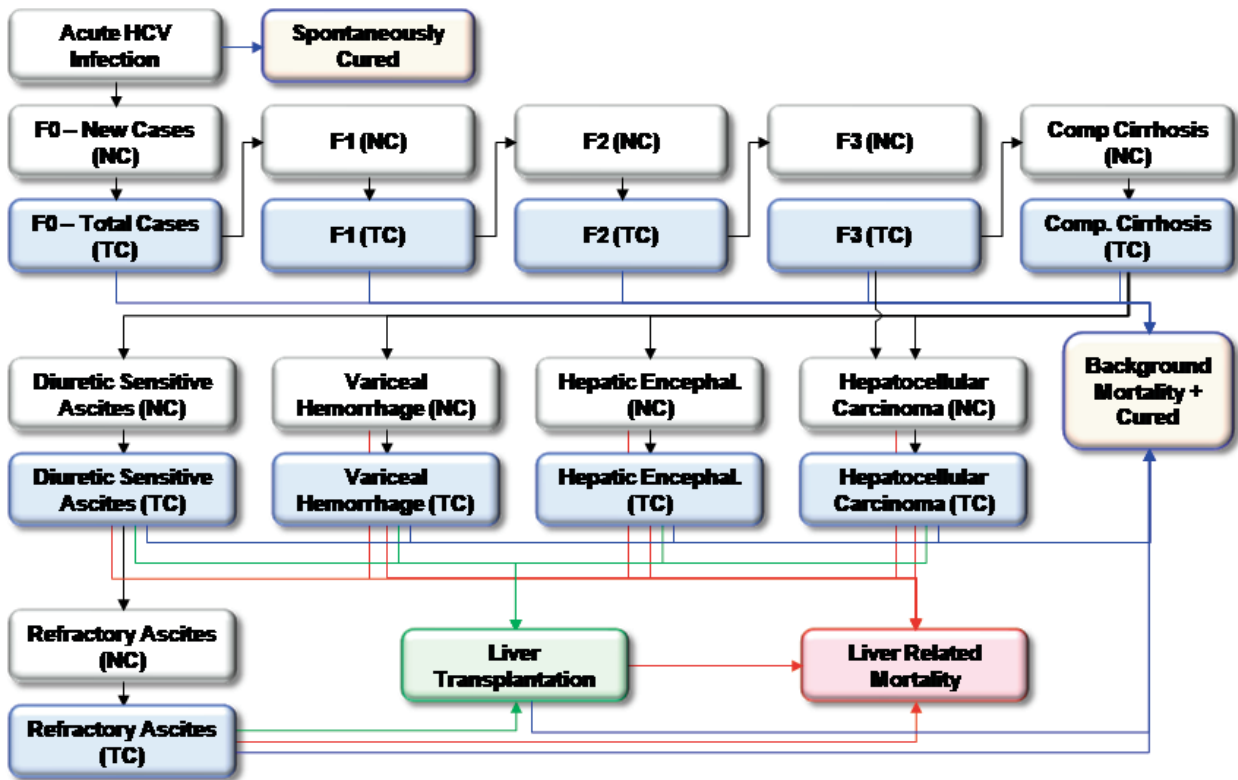 Acute HCV
Infection
Spontaneously
Cured
F0 – New Cases
(NC)
F1 (NC)
F2 (NC)
F3 (NC)
Comp Cirrhosis
(NC)
F0 – Total Cases
(TC)
F1 (TC)
F2 (TC)
F3 (TC)
Comp. Cirrhosis
(TC)
Diuretic Sensitive
Ascites (NC)
Variceal
Hemorrhage (NC)
Hepatic Encephal.
(NC)
Hepatocellular
Carcinoma (NC)
Background
Mortality +
Cured
Diuretic Sensitive
Ascites (TC)
Variceal
Hemorrhage (TC)
Hepatic Encephal.
(TC)
Hepatocellular
Carcinoma (TC)
Refractory Ascites
(NC)
Liver
Transplantation
Liver Related
Mortality
Refractory Ascites
(TC)